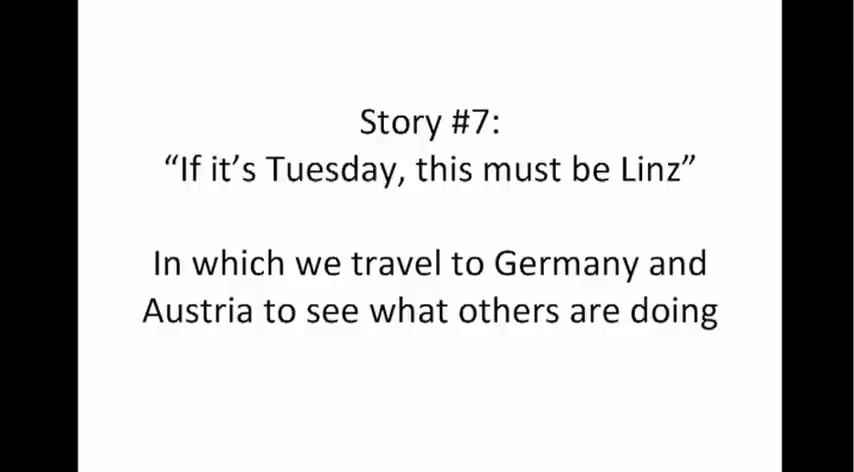 Story #7:
“If it’s Tuesday, this must be Linz”
In which we travel to Germany and
Austria to see what others are doing